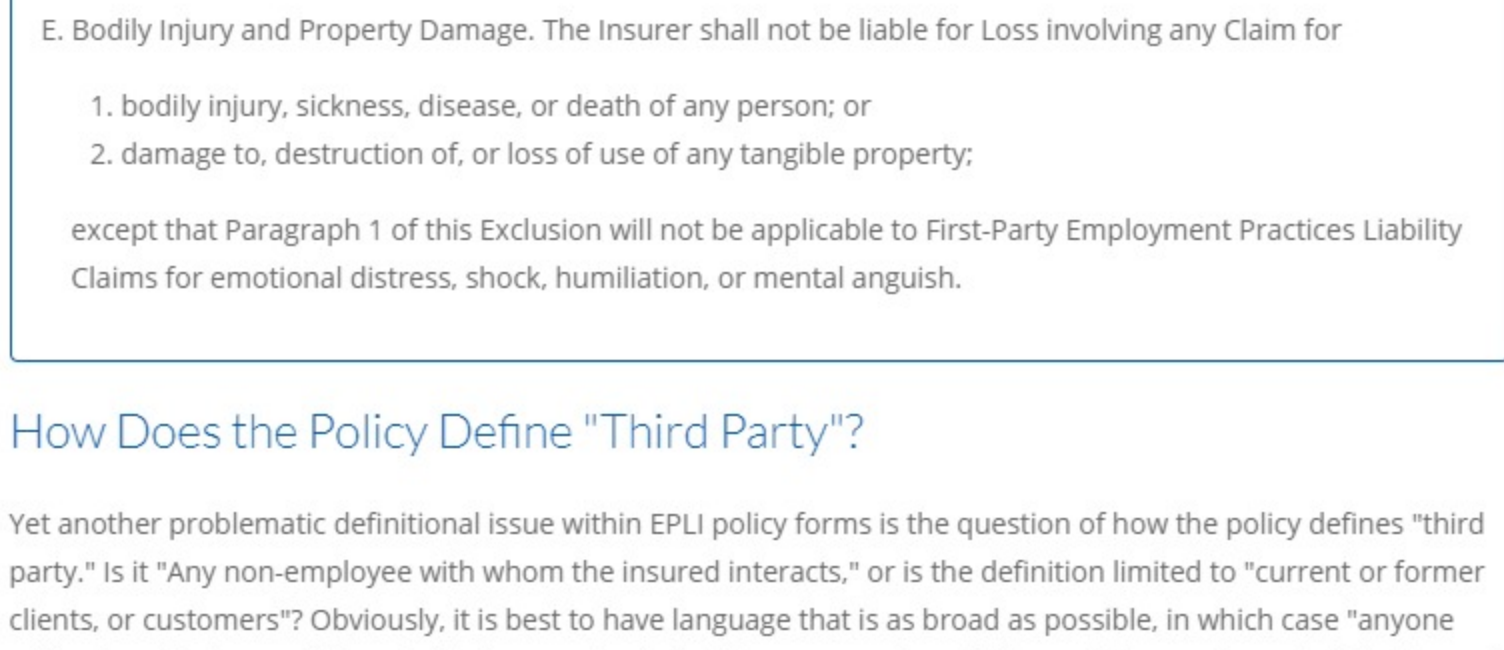 E. Bodily Injury and Property Damage. The Insurer shall not be liable for Loss involving any Claim for
1. bodily injury, sickness, disease, or death of any person; or
2. damage to, destruction of, or loss of use of any tangible property;
except that Paragraph 1 of this Exclusion will not be applicable to First-Party Employment Practices Liability
Claims for emotional distress, shock, humiliation, or mental anguish.
How Does the Policy Define "Third Party"?
Yet another problematic definitional issue within EPLI policy forms is the question of how the policy defines "third
party." Is it "Any non-employee with whom the insured interacts," or is the definition limited to "current or former
clients, or customers"? Obviously, it is best to have language that is as broad as possible, in which case "anyone